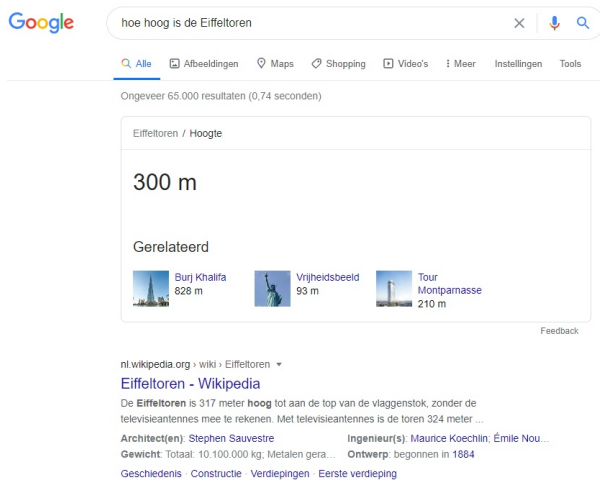 Google
hoe hoog is de Eiffeltoren
Alle Afbeeldingen Maps Shopping Video's Meer Instellingen Tools
Ongeveer 65.000 resultaten (0,74 seconden)
Eiffeltoren / Hoogte
300 m
Gerelateerd
Burj Khalifa
828 m
Vrijheidsbeeld
93 m
Tour
Montparnasse
210 m
Feedback
nl.wikipedia.org › wiki › Eiffeltoren
Eiffeltoren - Wikipedia
De Eiffeltoren is 317 meter hoog tot aan de top van de vlaggenstok, zonder de
televisieantennes mee te rekenen. Met televisieantennes is de toren 324 meter ...
Architect(en): Stephen Sauvestre Ingenieur(s): Maurice Koechlin; Émile Nou...
Gewicht: Totaal: 10.100.000 kg; Metalen gera... Ontwerp: begonnen in 1884
Geschiedenis · Constructie · Verdiepingen · Eerste verdieping